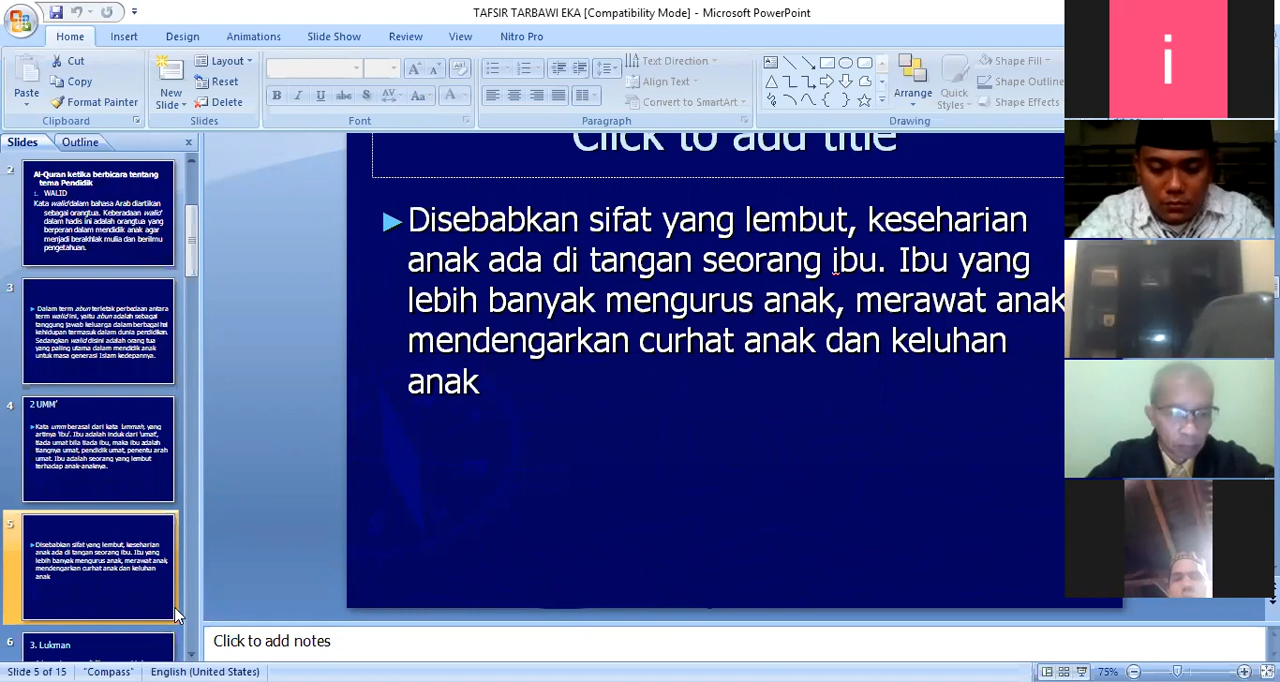 TAFSIR TARBAWI EKA [Compatibility Mode] - Microsoft PowerPoint
Home Insert Design Animations Slide Show Review View Nitro Pro
Paste
Cut
Copy
Format Painter
Clipboard
New Slide
Layout
Reset
Delete
Slides
B I U abc S AV Aa A
Font
Text Direction
Align Text
Convert to SmartArt
Paragraph
Arrange
Quick Styles
Shape Fill
Shape Outline
Shape Effects
Drawing
i
Slides Outline
2
Al-Quran ketika berbicara tentang
tema Pendidik
1. WALID
Kata walid dalam bahasa Arab diartikan
sebagai orangtua. Keberadaan walid
dalam hadis ini adalah orangtua yang
berperan dalam mendidik anak agar
menjadi berakhlak mulia dan berilmu
pengetahuan.
3
Dalam term abun terletak perbedaan antara
term walid ini, yaitu abun adalah sebagai
tanggung jawab keluarga dalam berbagai hal
kehidupan termasuk dalam dunia pendidikan.
Sedangkan walid disini adalah orang tua
yang paling utama dalam mendidik anak
untuk masa generasi Islam kedepannya.
4
2 UMM'
Kata umm berasal dari kata Ummah, yang
artinya 'Ibu'. Ibu adalah induk dari 'umat',
tiada umat bila tiada ibu, maka ibu adalah
tiangnya umat, pendidik umat, penentu arah
umat. Ibu adalah seorang yang lembut
terhadap anak-anaknya.
5
Disebabkan sifat yang lembut, keseharian
anak ada di tangan seorang ibu. Ibu yang
lebih banyak mengurus anak, merawat anak,
mendengarkan curhat anak dan keluhan
anak
6
3. Lukman
Click to add title
Disebabkan sifat yang lembut, keseharian
anak ada di tangan seorang ibu. Ibu yang
lebih banyak mengurus anak, merawat anak
mendengarkan curhat anak dan keluhan
anak
Click to add notes
Slide 5 of 15 "Compass" English (United States) 75%